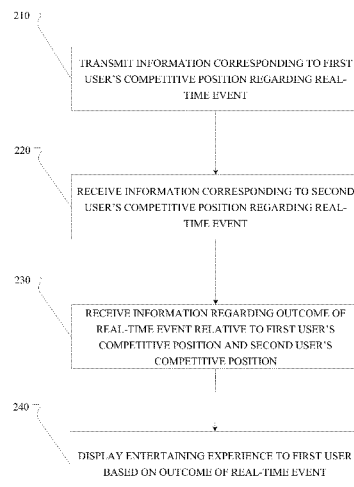 210
TRANSMIT INFORMATION CORRESPONDING TO FIRST
USER'S COMPETITIVE POSITION REGARDING REAL-
TIME EVENT
220
RECEIVE INFORMATION CORRESPONDING TO SECOND
USER'S COMPETITIVE POSITION REGARDING REAL-
TIME EVENT
230
RECEIVE INFORMATION REGARDING OUTCOME OF
REAL-TIME EVENT RELATIVE TO FIRST USER'S
COMPETITIVE POSITION AND SECOND USER'S
COMPETITIVE POSITION
240
DISPLAY ENTERTAINING EXPERIENCE TO FIRST USER
BASED ON OUTCOME OF REAL-TIME EVENT